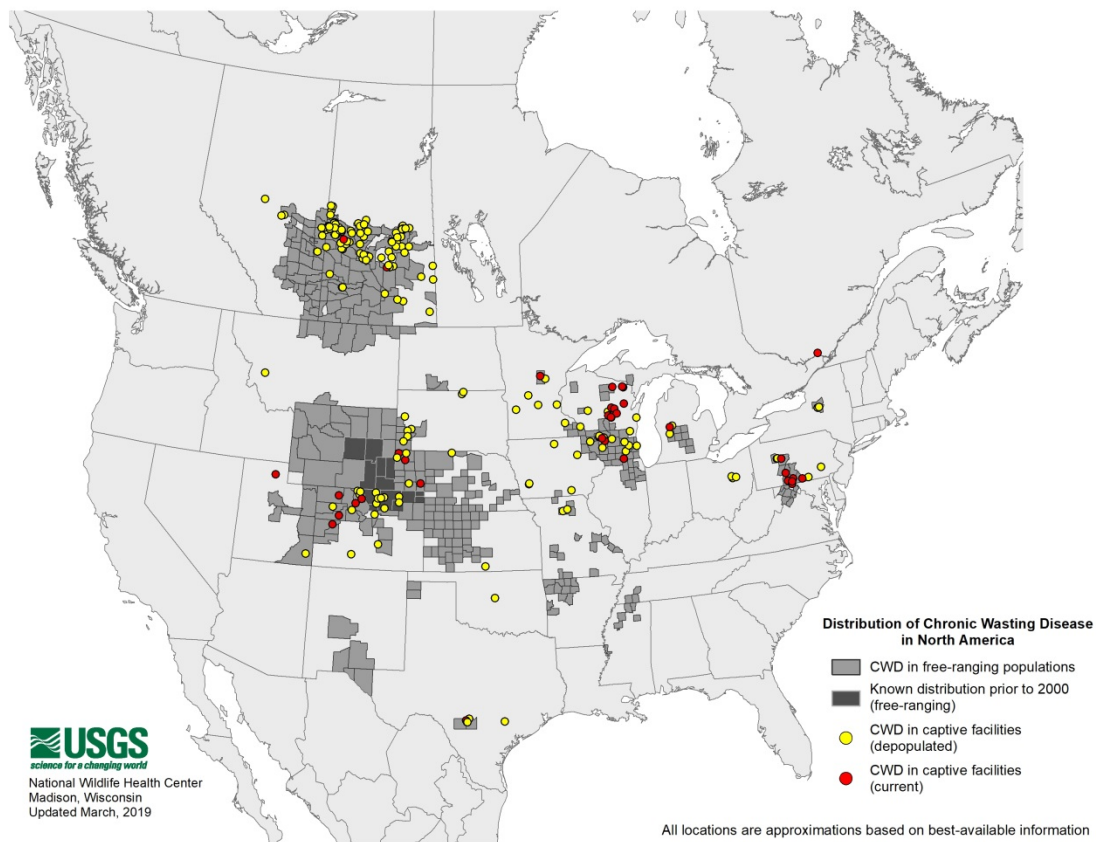 Distribution of Chronic Wasting Disease
in North America
CWD in free-ranging populations
Known distribution prior to 2000
(free-ranging)
CWD in captive facilities
(depopulated)
CWD in captive facilities
(current)
USGS
science for a changing world
National Wildlife Health Center
Madison, Wisconsin
Updated March, 2019
All locations are approximations based on best-available information